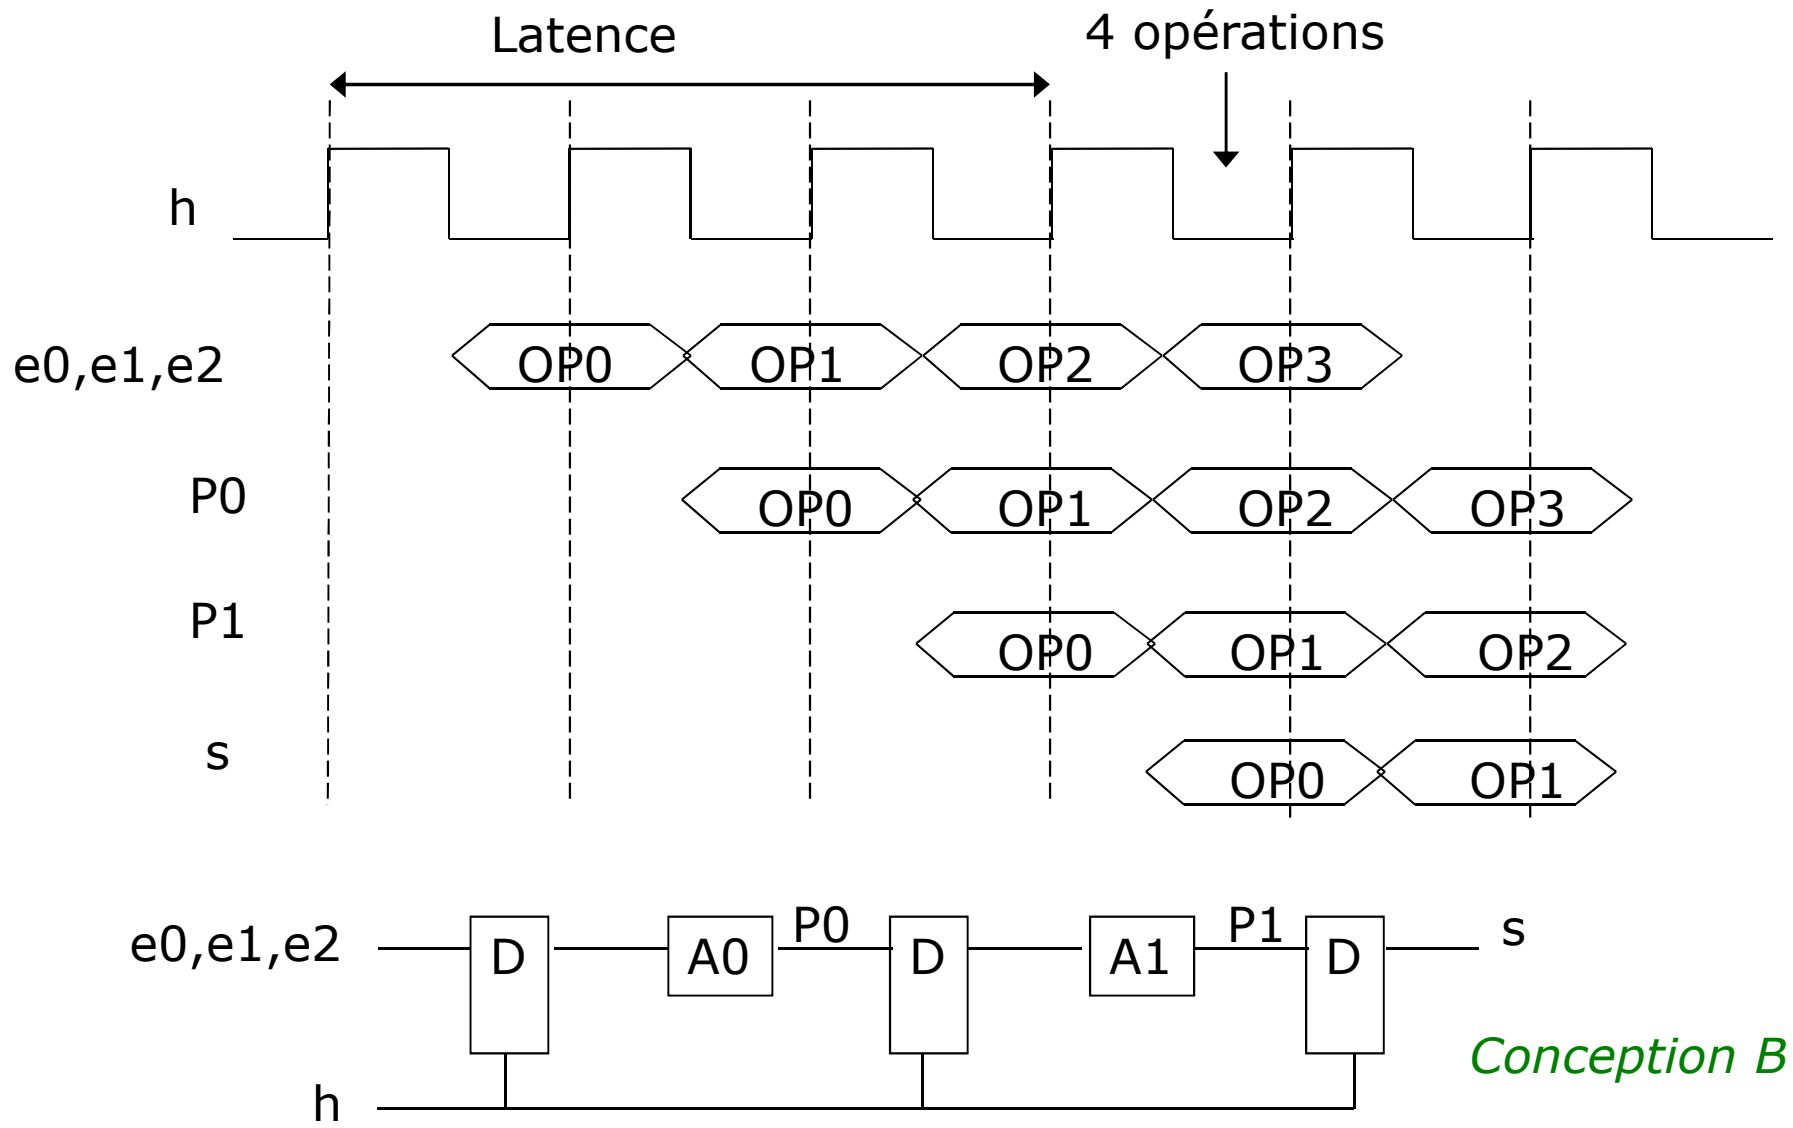 Latence
4 opérations
h
e0,e1,e2
OP0 OP1 OP2 OP3
P0
OP0 OP1 OP2 OP3
P1
OP0 OP1 OP2
s
OP0 OP1
e0,e1,e2 D A0 P0 D A1 P1 D s
Conception B
h